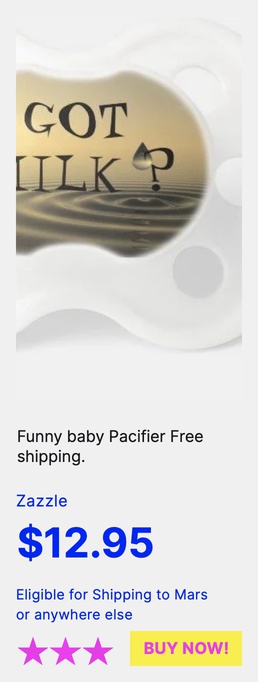 GOT
MILK ?
Funny baby Pacifier Free
shipping.
Zazzle
$12.95
Eligible for Shipping to Mars
or anywhere else
BUY NOW!